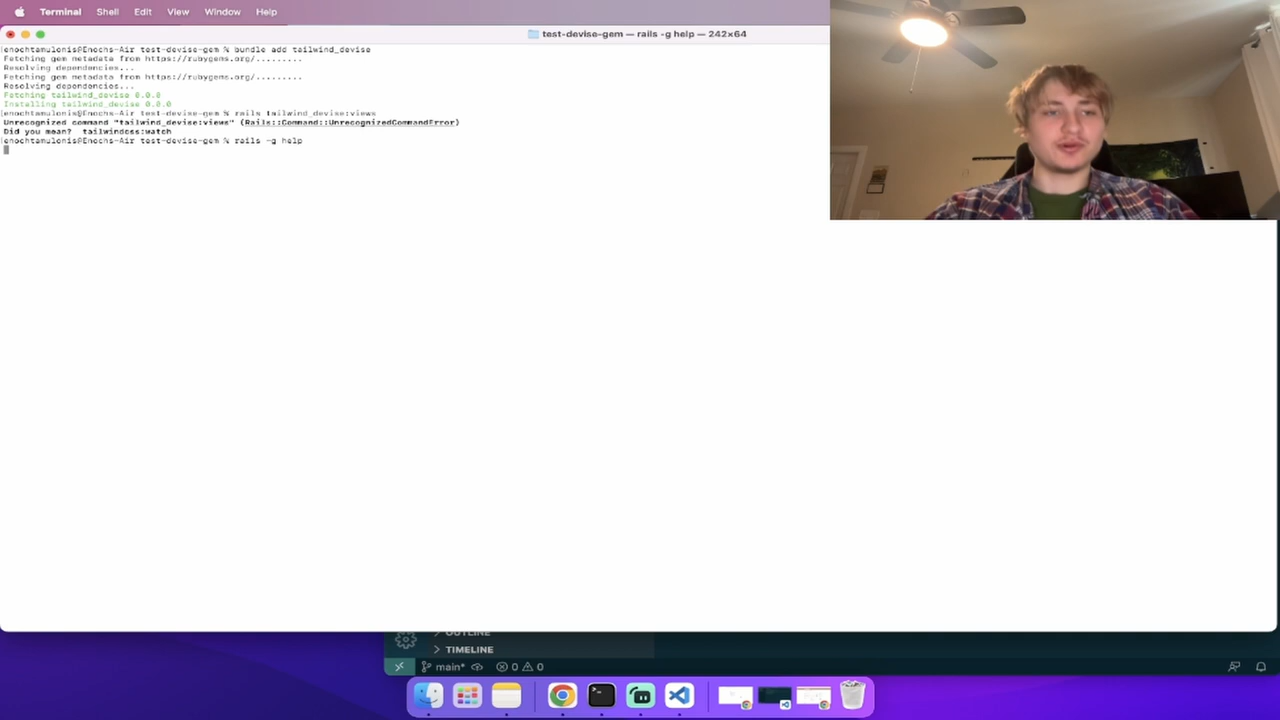 Terminal Shell Edit View Window Help
test-devise-gem — rails -g help — 242×64
[enochtamulonis@Enochs-Air test-devise-gem % bundle add tailwind_devise
Fetching gem metadata from https://rubygems.org/.........
Resolving dependencies...
Fetching gem metadata from https://rubygems.org/.........
Resolving dependencies...
Fetching tailwind_devise 0.0.0
Installing tailwind_devise 0.0.0
[enochtamulonis@Enochs-Air test-devise-gem % rails tailwind_devise:views
Unrecognized command "tailwind_devise:views" (Rails::Command::UnrecognizedCommandError)
Did you mean?  tailwindcss:watch
[enochtamulonis@Enochs-Air test-devise-gem % rails -g help
OUTLINE
TIMELINE
main* 0 0